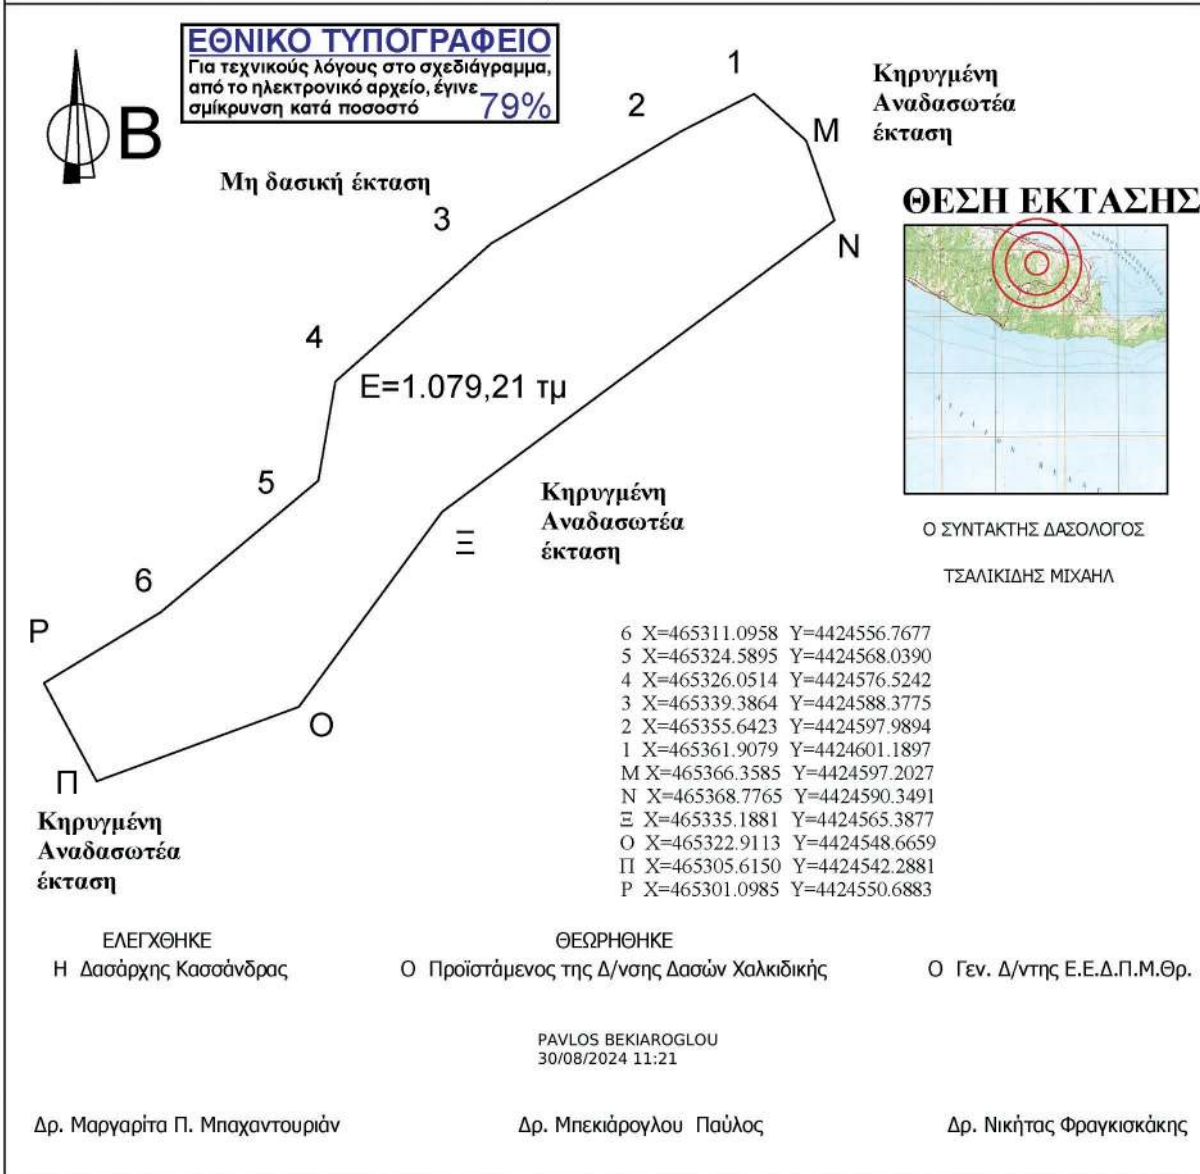 ΕΘΝΙΚΟ ΤΥΠΟΓΡΑΦΕΙΟ
Για τεχνικούς λόγους στο σχεδιάγραμμα,
από το ηλεκτρονικό αρχείο, έγινε
σμίκρυνση κατά ποσοστό 79%
Β
1
2
Μ
Κηρυγμένη
Αναδασωτέα
έκταση
Μη δασική έκταση
3
Ν
ΘΕΣΗ ΕΚΤΑΣΗΣ
4
Ε=1.079,21 τμ
5
Ξ
Κηρυγμένη
Αναδασωτέα
έκταση
Ο ΣΥΝΤΑΚΤΗΣ ΔΑΣΟΛΟΓΟΣ
ΤΣΑΛΙΚΙΔΗΣ ΜΙΧΑΗΛ
6
Ρ
Ο
Π
6 X=465311.0958 Y=4424556.7677
5 X=465324.5895 Y=4424568.0390
4 X=465326.0514 Y=4424576.5242
3 X=465339.3864 Y=4424588.3775
2 X=465355.6423 Y=4424597.9894
1 X=465361.9079 Y=4424601.1897
Μ X=465366.3585 Y=4424597.2027
Ν X=465368.7765 Y=4424590.3491
Ξ X=465335.1881 Y=4424565.3877
Ο X=465322.9113 Y=4424548.6659
Π X=465305.6150 Y=4424542.2881
Ρ X=465301.0985 Y=4424550.6883
Κηρυγμένη
Αναδασωτέα
έκταση
ΕΛΕΓΧΘΗΚΕ
Η Δασάρχης Κασσάνδρας
ΘΕΩΡΗΘΗΚΕ
Ο Προϊστάμενος της Δ/νσης Δασών Χαλκιδικής
Ο Γεν. Δ/ντης Ε.Ε.Δ.Π.Μ.Θρ.
PAVLOS BEKIAROGLOU
30/08/2024 11:21
Δρ. Μαργαρίτα Π. Μπαχαντουριάν
Δρ. Μπεκιάρογλου Παύλος
Δρ. Νικήτας Φραγκισκάκης